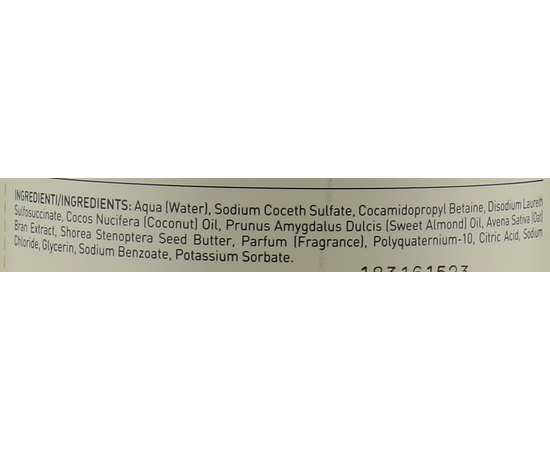 INGREDIENTI/INGREDIENTS: Aqua (Water), Sodium Coceth Sulfate, Cocamidopropyl Betaine, Disodium Laureth
Sulfosuccinate, Cocos Nucifera (Coconut) Oil, Prunus Amygdalus Dulcis (Sweet Almond) Oil, Avena Sativa (Oat)
Bran Extract, Shorea Stenoptera Seed Butter, Parfum (Fragrance), Polyquaternium-10, Citric Acid, Sodium
Chloride, Glycerin, Sodium Benzoate, Potassium Sorbate.